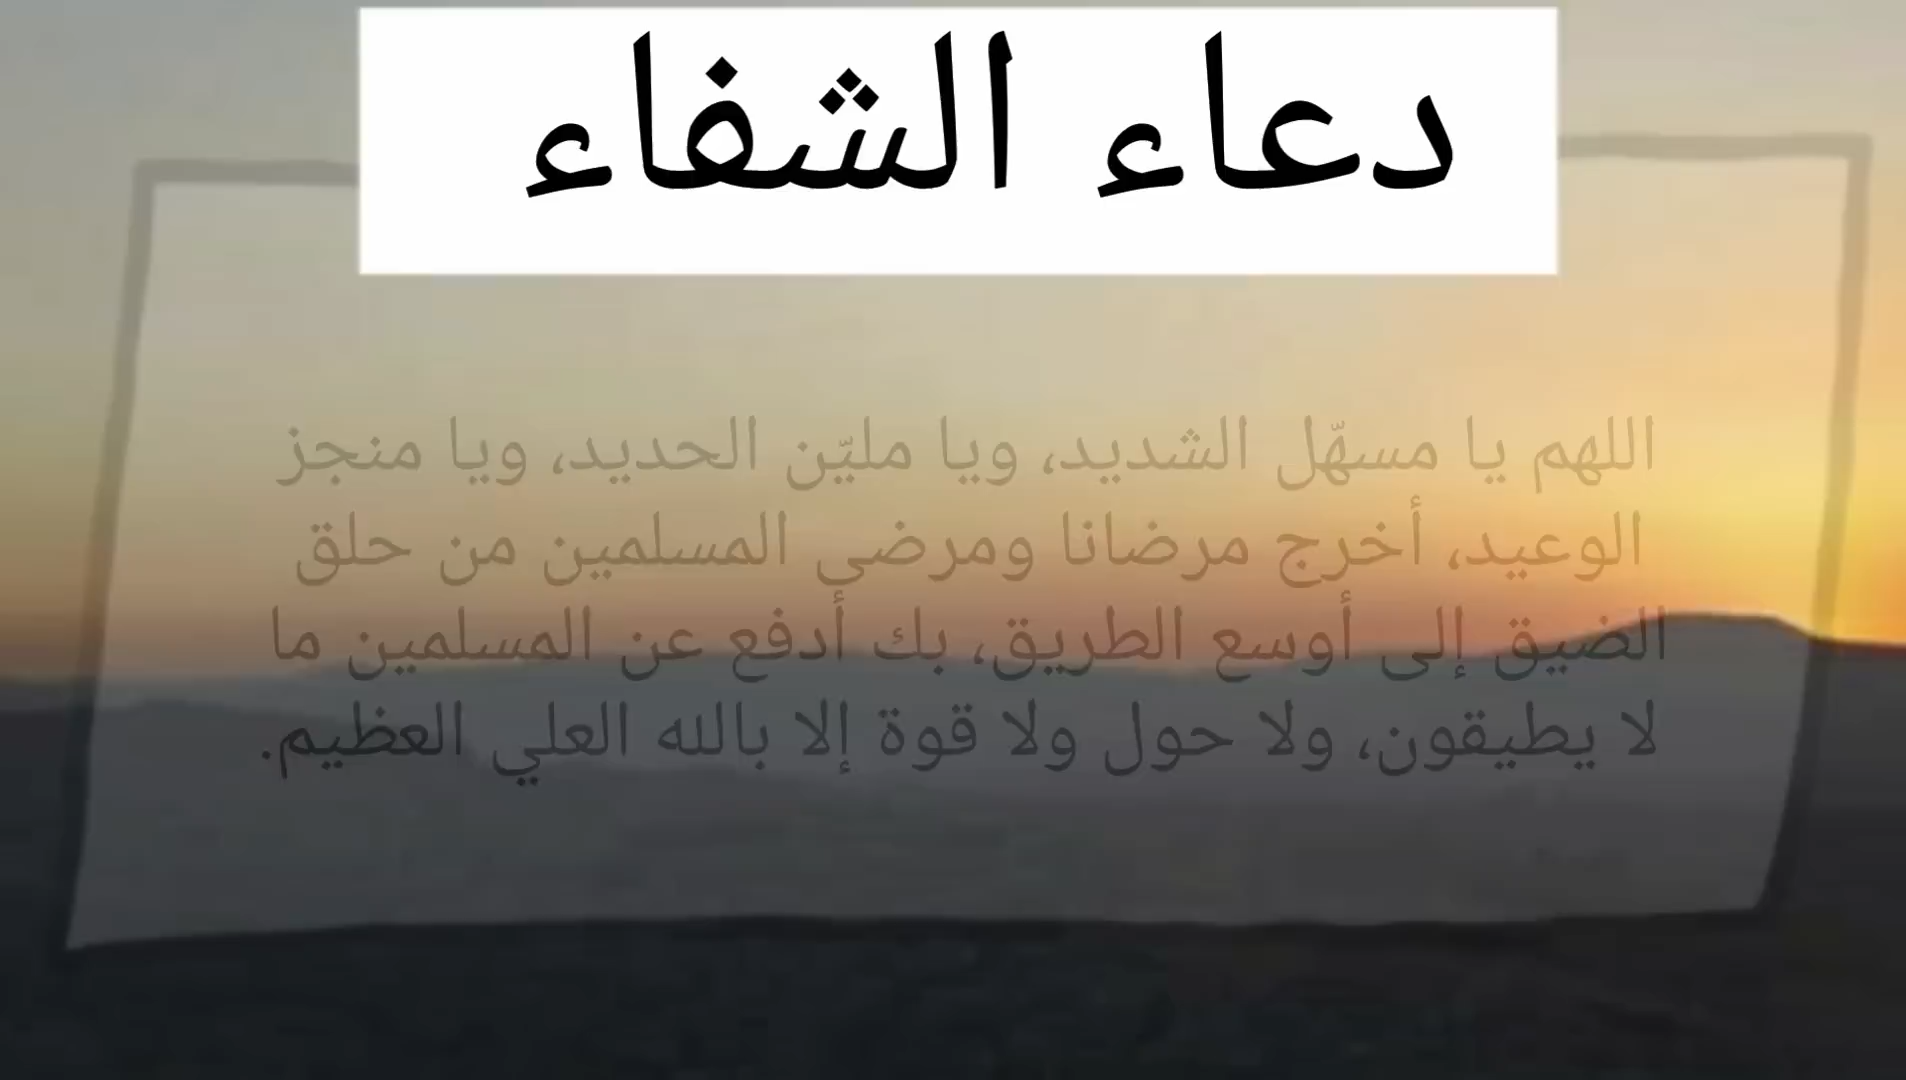 دعاء الشفاء
اللهم يا مسهّل الشديد، ويا مليّن الحديد، ويا منجز
الوعيد، أخرج مرضانا ومرضى المسلمين من حلق
الضيق إلى أوسع الطريق، بك أدفع عن المسلمين ما
لا يطيقون، ولا حول ولا قوة إلا بالله العلي العظيم.